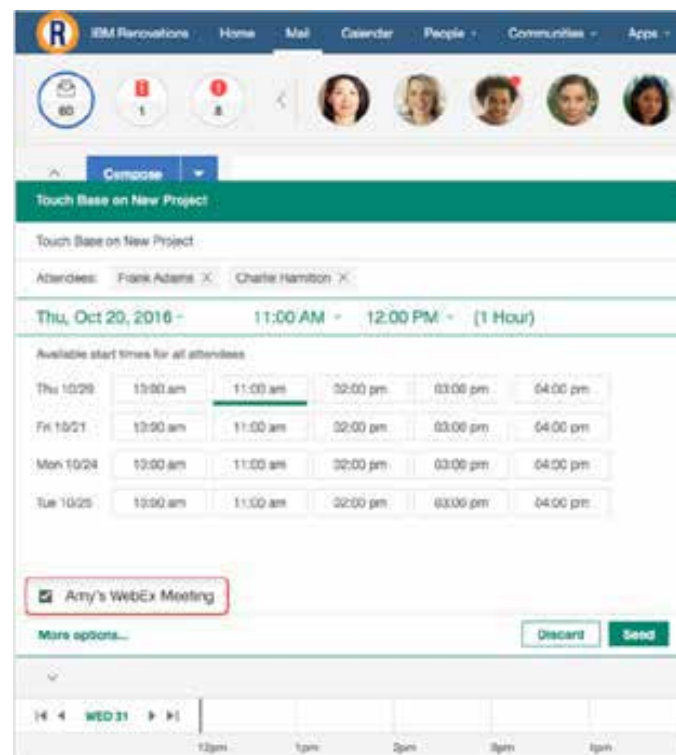 R IBM Renovations Home Mail Calendar People Communities Apps
60 1 8
Compose
Touch Base on New Project
Touch Base on New Project
Attendees: Frank Adams X Charlie Hamilton X
Thu, Oct 20, 2016 11:00 AM 12:00 PM (1 Hour)
Available start times for all attendees
Thu 10/20 10:00 am 11:00 am 02:00 pm 03:00 pm 04:00 pm
Fri 10/21 10:00 am 11:00 am 02:00 pm 03:00 pm 04:00 pm
Mon 10/24 10:00 am 11:00 am 02:00 pm 03:00 pm 04:00 pm
Tue 10/25 10:00 am 11:00 am 02:00 pm 03:00 pm 04:00 pm
Amy's WebEx Meeting
More options... Discard Send
WED 31
12pm 1pm 2pm 3pm 4pm